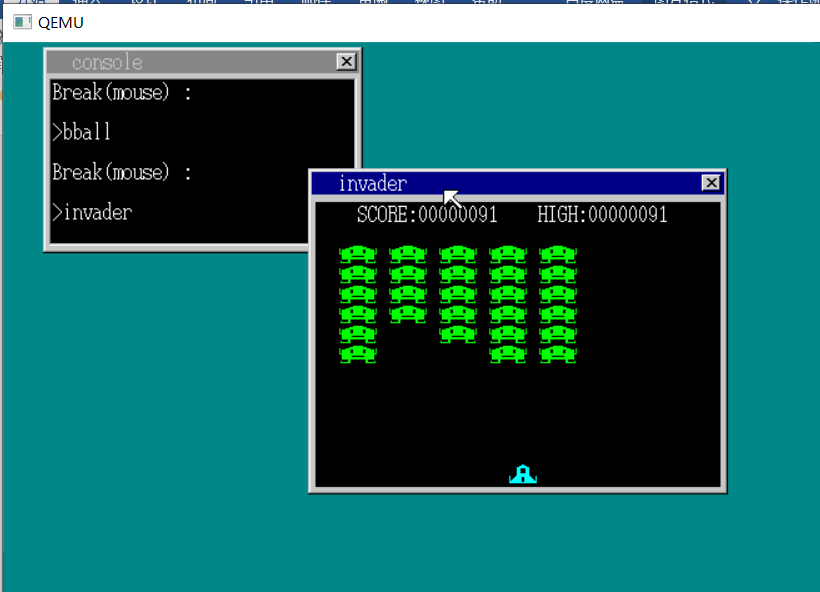 QEMU
console
Break(mouse) :
>bball
Break(mouse) :
>invader
invader
SCORE:00000091 HIGH:00000091